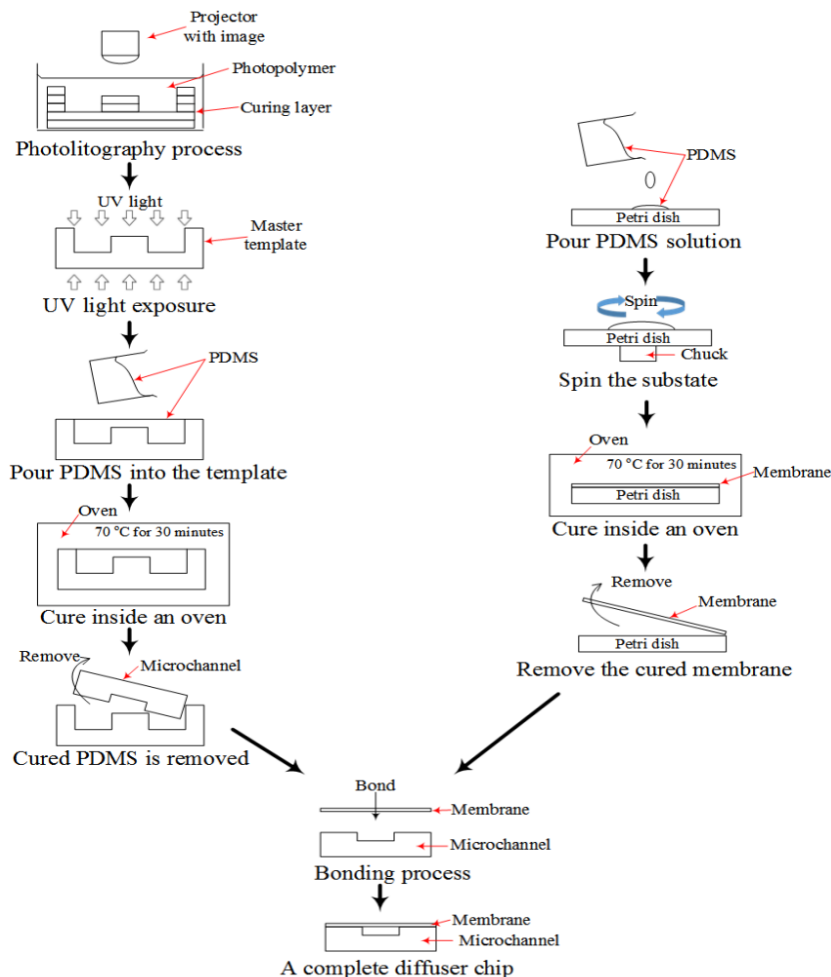 Projector
with image
Photopolymer
Curing layer
Photolitography process
UV light
Master
template
UV light exposure
PDMS
Pour PDMS into the template
Oven
70 °C for 30 minutes
Cure inside an oven
Remove
Microchannel
Cured PDMS is removed
PDMS
Petri dish
Pour PDMS solution
Spin
Petri dish
Chuck
Spin the substate
Oven
70 °C for 30 minutes
Membrane
Petri dish
Cure inside an oven
Remove
Membrane
Petri dish
Remove the cured membrane
Bond
Membrane
Microchannel
Bonding process
Membrane
Microchannel
A complete diffuser chip